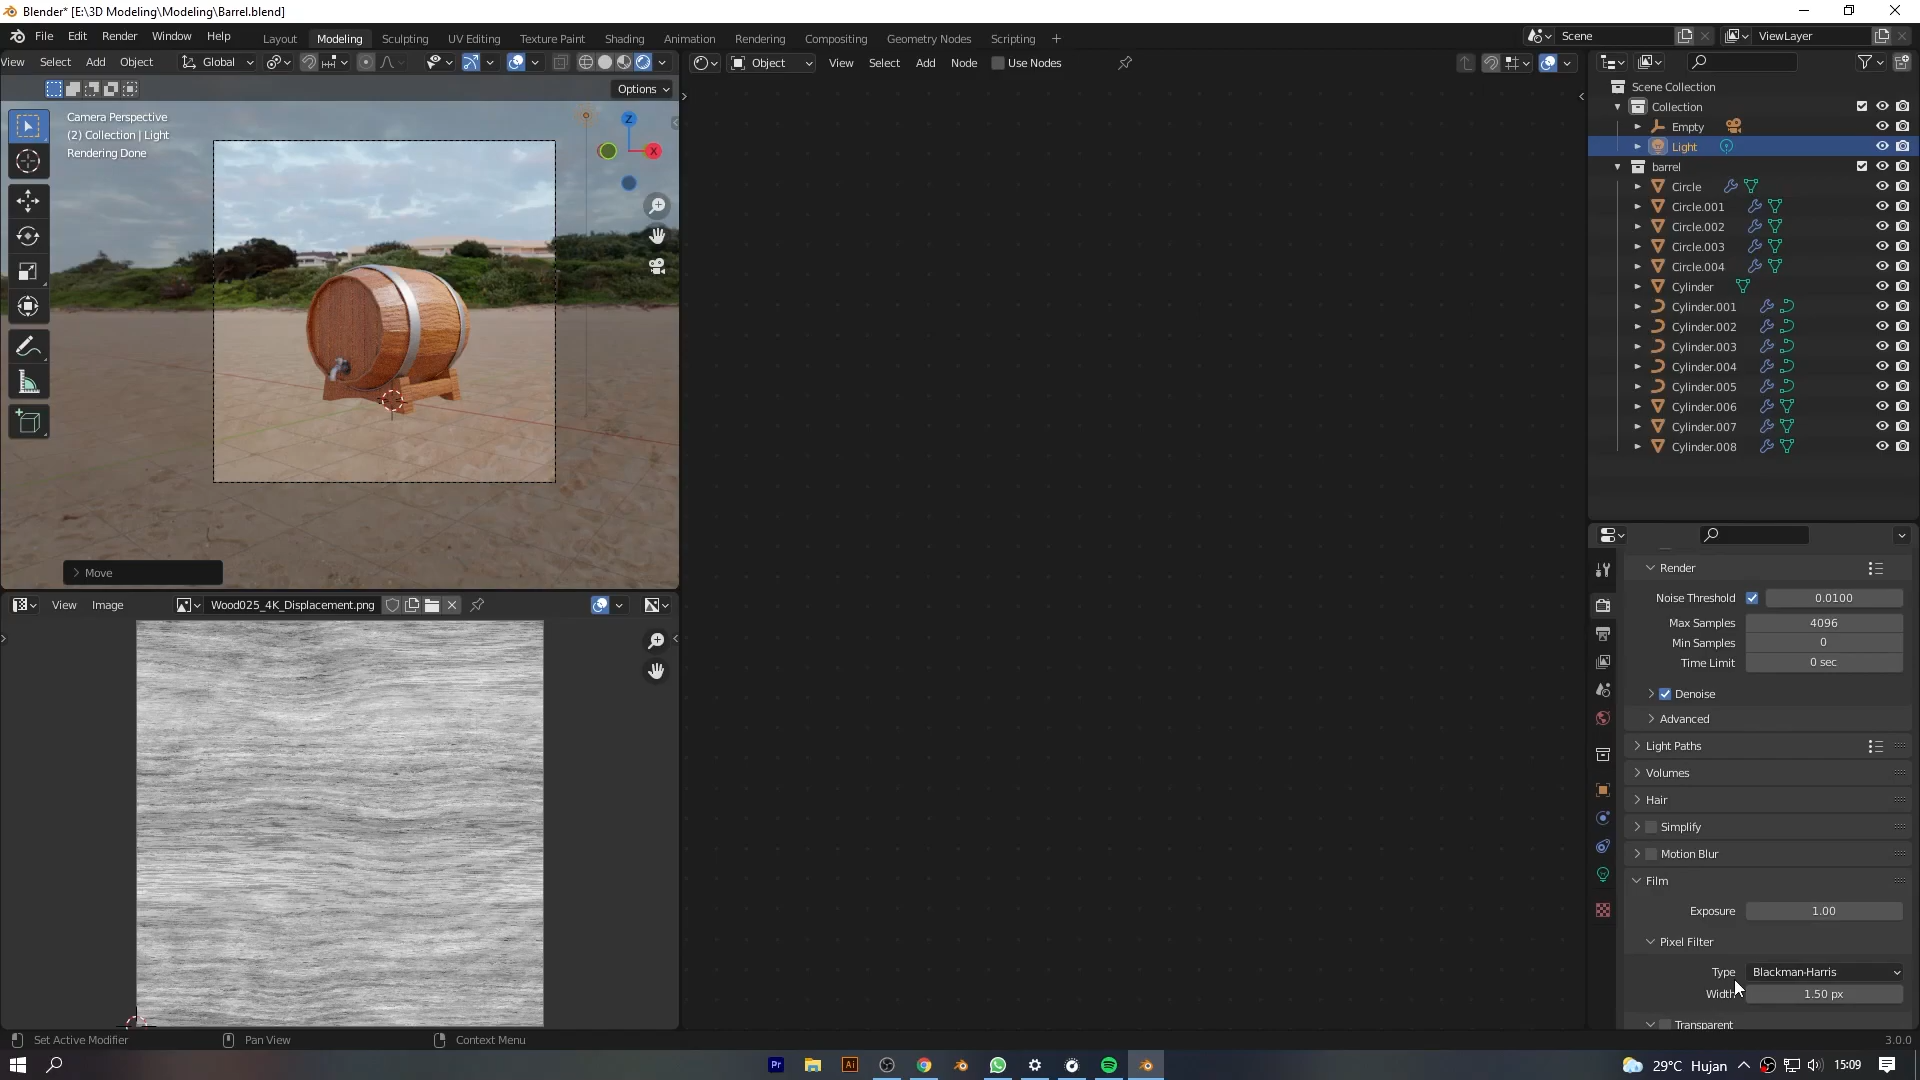 Blender* [E:\3D Modeling\Modeling\Barrel.blend]
File Edit Render Window Help
Layout Modeling Sculpting UV Editing Texture Paint Shading Animation Rendering Compositing Geometry Nodes Scripting +
Scene ViewLayer
View Select Add Object Global
Object View Select Add Node Use Nodes
Options
Camera Perspective
(2) Collection | Light
Rendering Done
Z
X
Move
View Image Wood025_4K_Displacement.png
Scene Collection
Collection
Empty
Light
barrel
Circle
Circle.001
Circle.002
Circle.003
Circle.004
Cylinder
Cylinder.001
Cylinder.002
Cylinder.003
Cylinder.004
Cylinder.005
Cylinder.006
Cylinder.007
Cylinder.008
Render
Noise Threshold 0.0100
Max Samples 4096
Min Samples 0
Time Limit 0 sec
Denoise
Advanced
Light Paths
Volumes
Hair
Simplify
Motion Blur
Film
Exposure 1.00
Pixel Filter
Type Blackman-Harris
Width 1.50 px
Transparent
Set Active Modifier Pan View Context Menu 3.0.0
Pr Ai 29°C Hujan 15:09